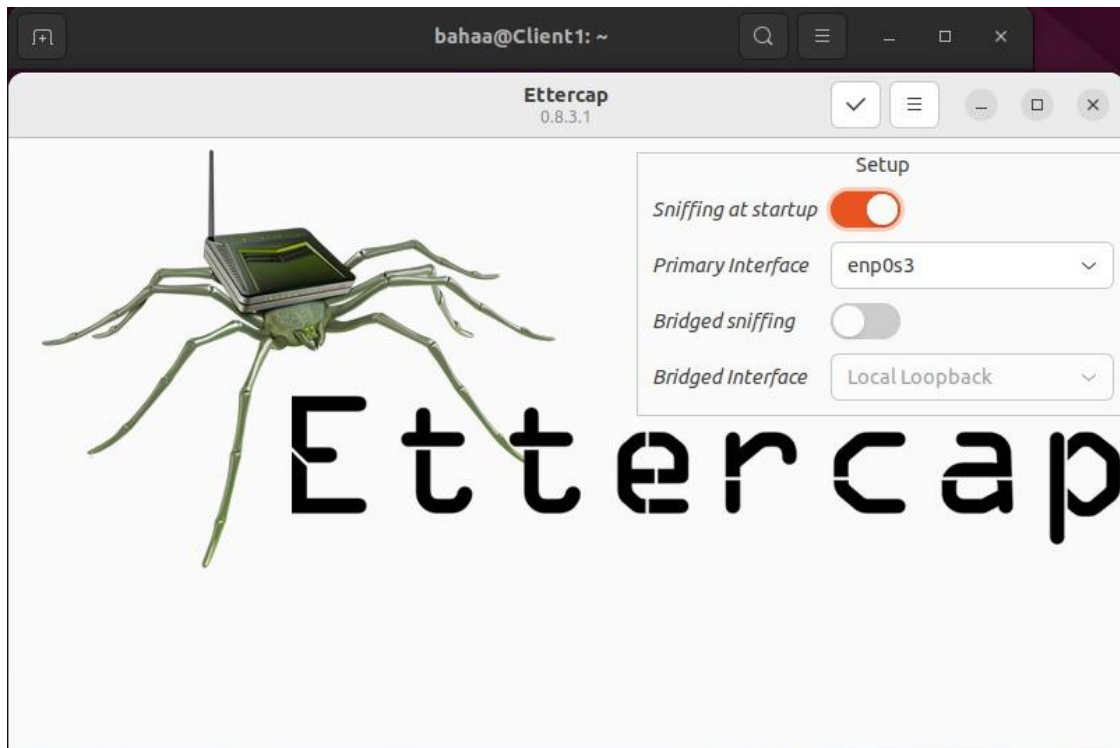 bahaa@Client1: ~
Ettercap
0.8.3.1
Setup
Sniffing at startup
Primary Interface enp0s3
Bridged sniffing
Bridged Interface Local Loopback
Ettercap